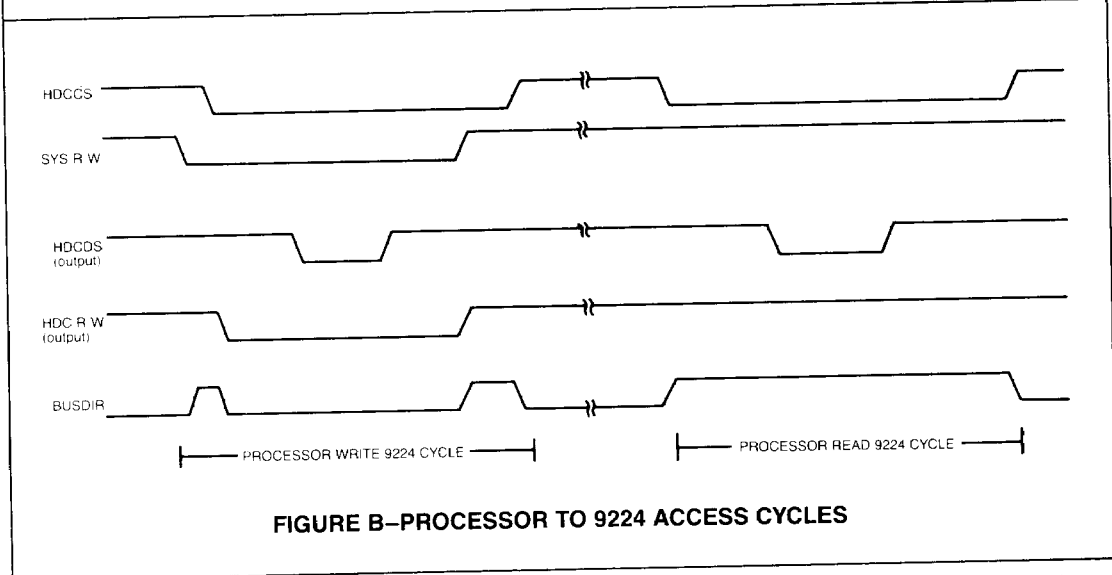 HDCCS
SYS R W
HDCDS
(output)
HDC R W
(output)
BUSDIR
PROCESSOR WRITE 9224 CYCLE
PROCESSOR READ 9224 CYCLE
FIGURE B–PROCESSOR TO 9224 ACCESS CYCLES